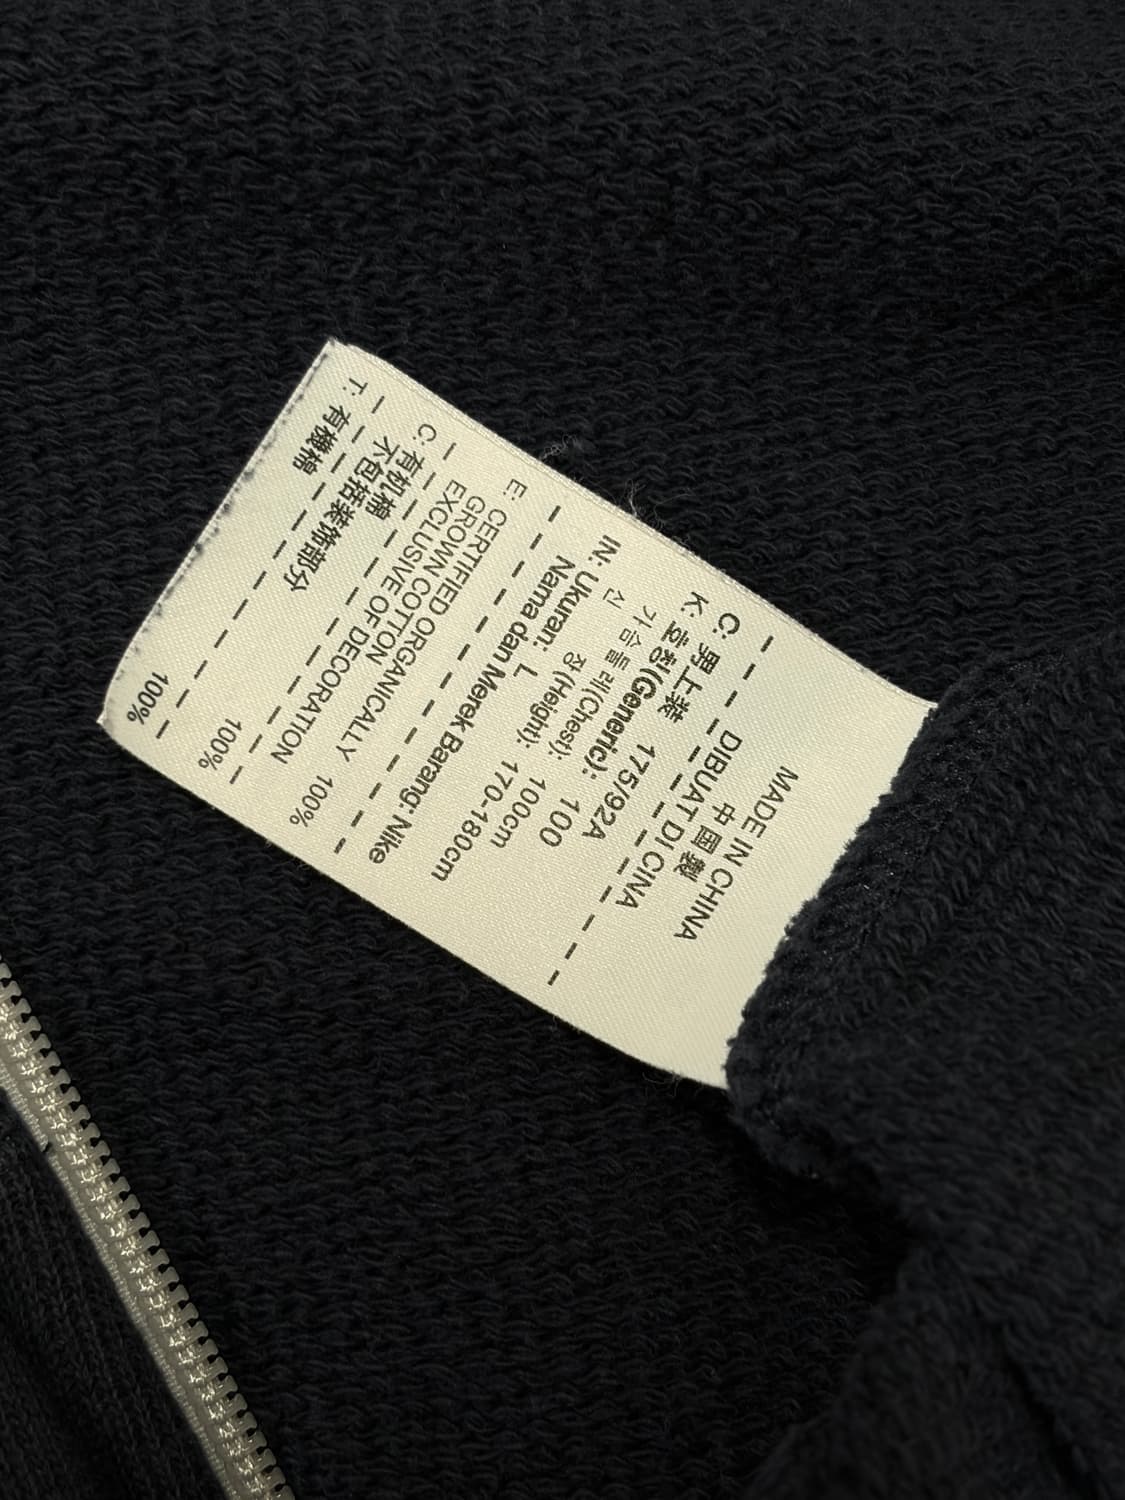 MADE IN CHINA
中國製
DIBUAT DI CINA
C: 男上装 175/92A
K: 호칭(Generic): 100
가슴둘레(Chest): 100cm
신 장(Height): 170-180cm
IN: Ukuran: L
Nama dan Merek Barang: Nike
E: CERTIFIED ORGANICALLY
GROWN COTTON 100%
EXCLUSIVE OF DECORATION
C: 有机棉 100%
不包括装饰部分
T: 有機棉 100%